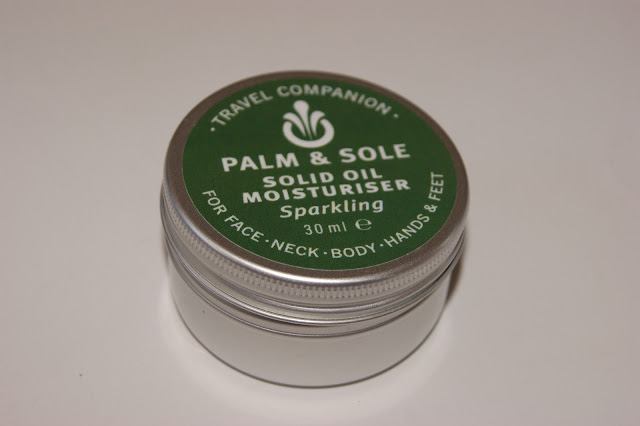 · TRAVEL COMPANION ·
PALM & SOLE
SOLID OIL
MOISTURISER
Sparkling
30 ml ℮
FOR FACE · NECK · BODY · HANDS & FEET